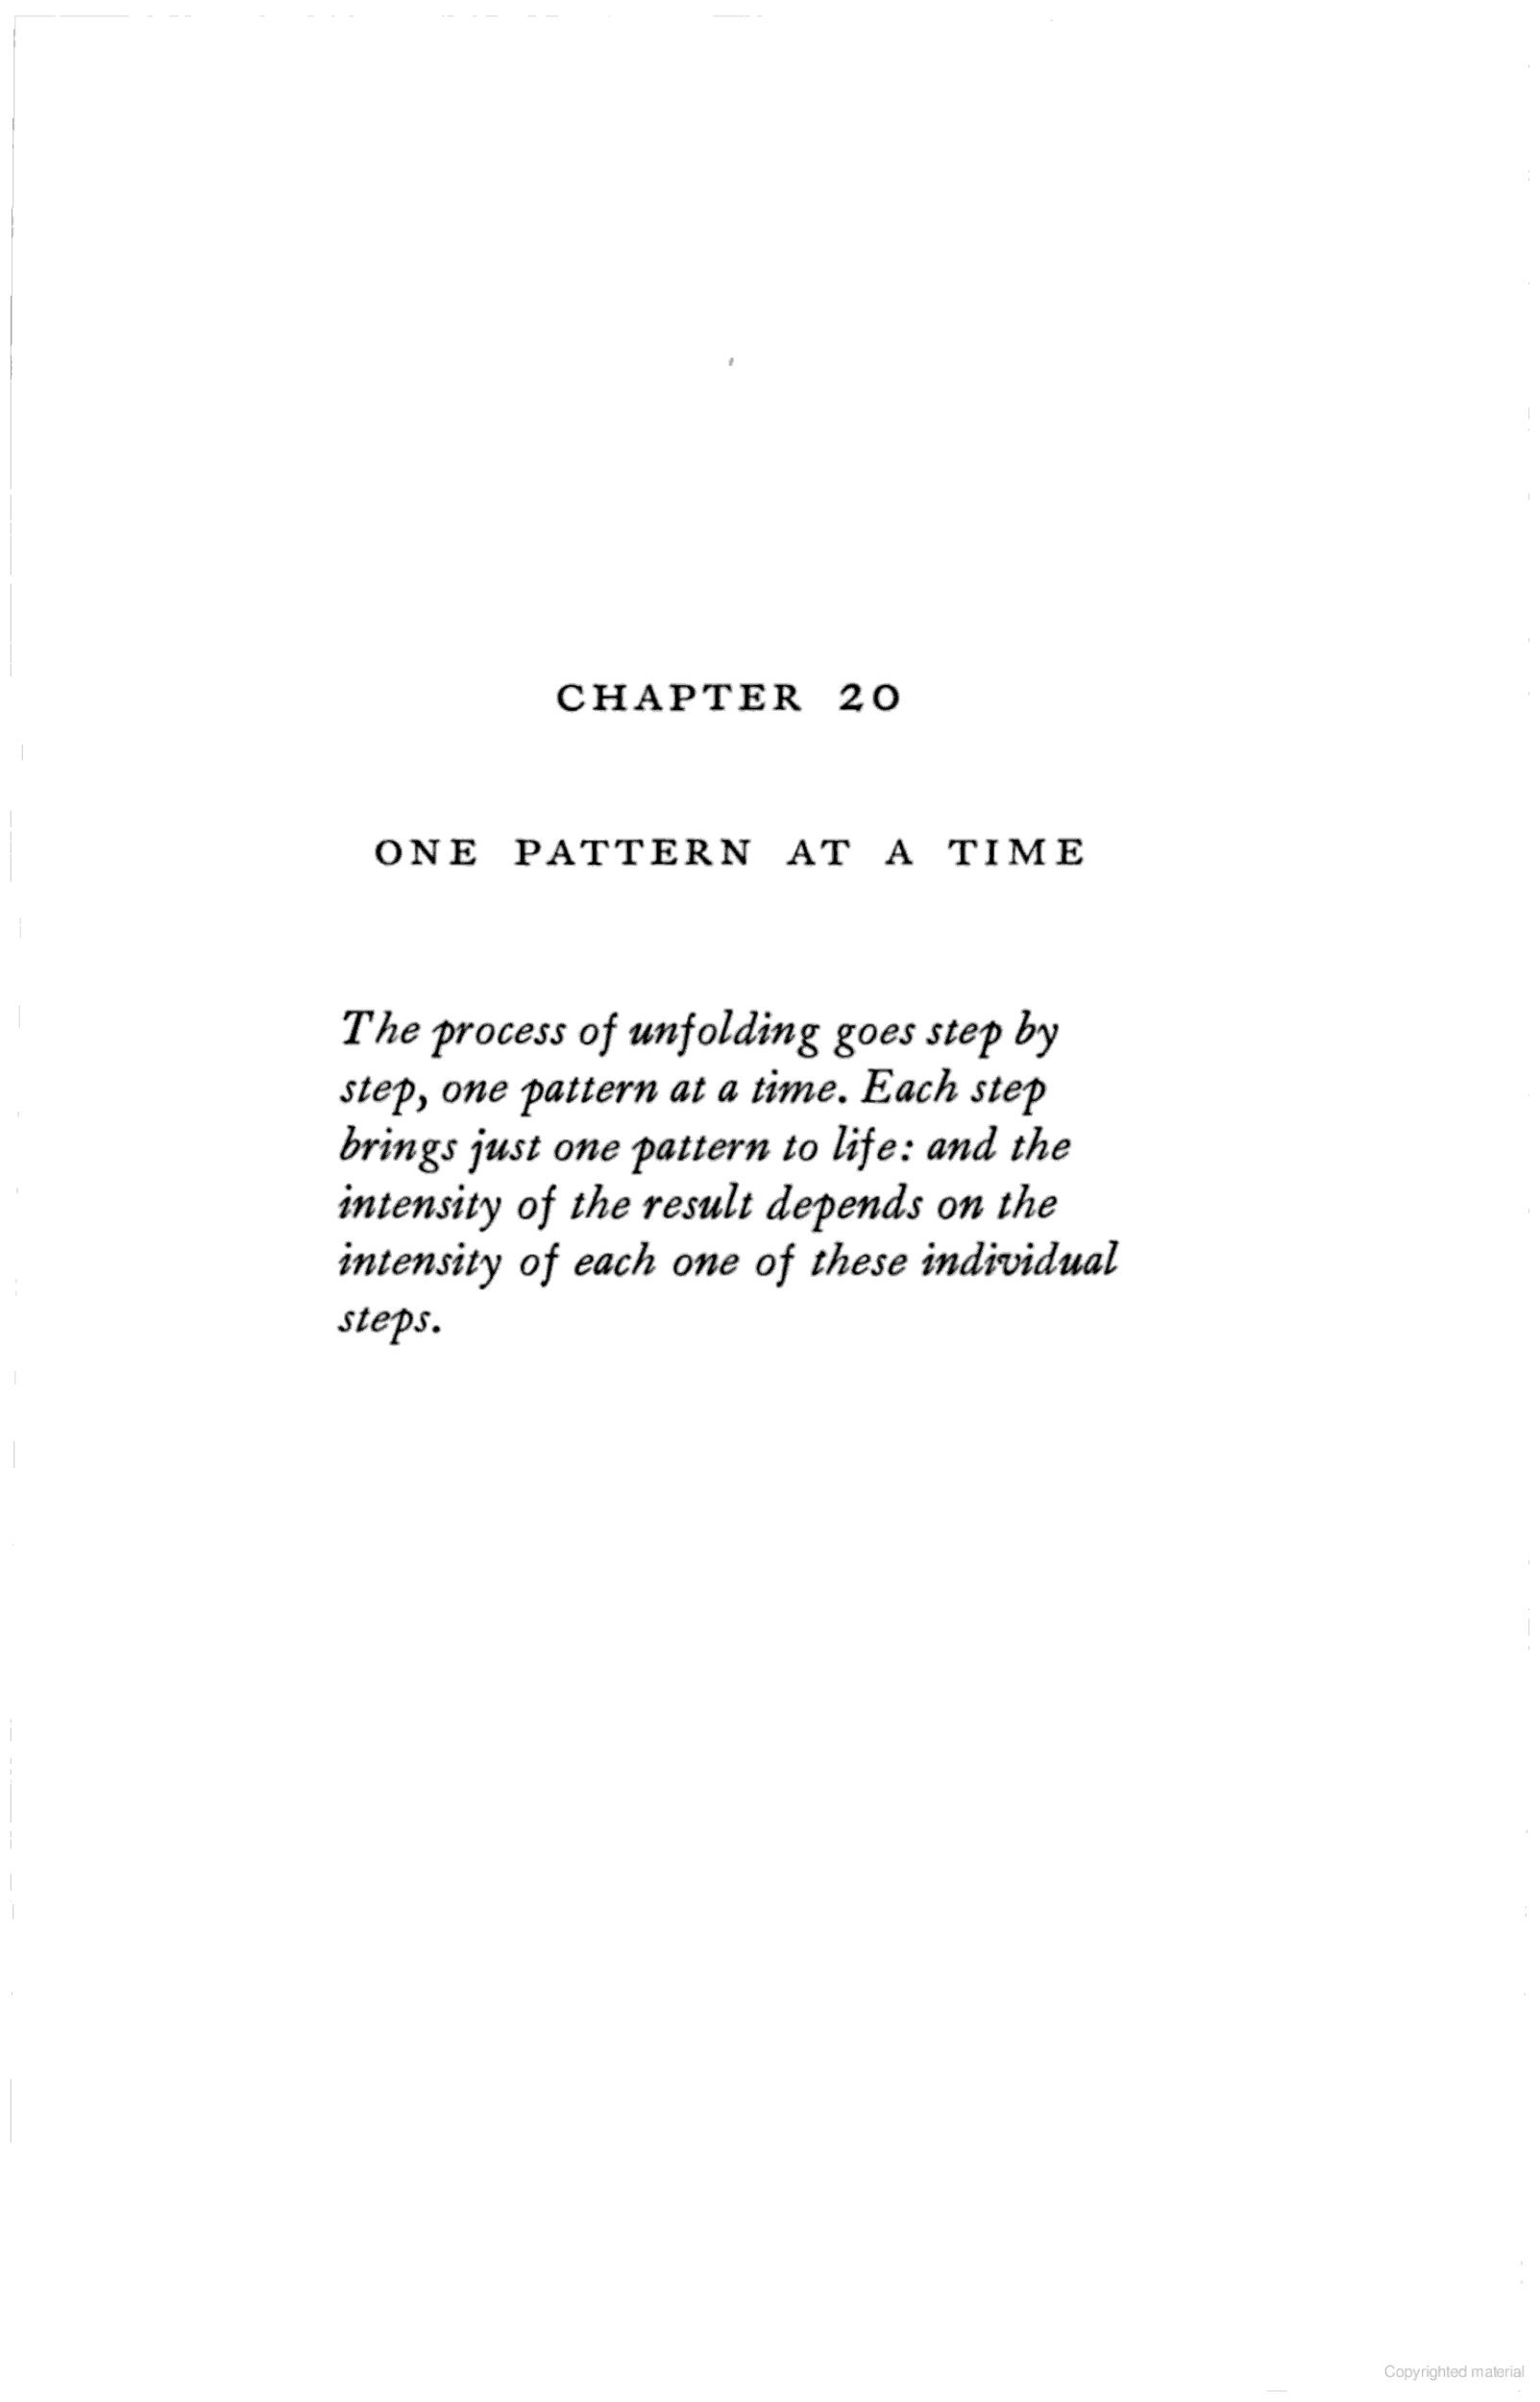 CHAPTER 20
ONE PATTERN AT A TIME
The process of unfolding goes step by
step, one pattern at a time. Each step
brings just one pattern to life: and the
intensity of the result depends on the
intensity of each one of these individual
steps.
Copyrighted material